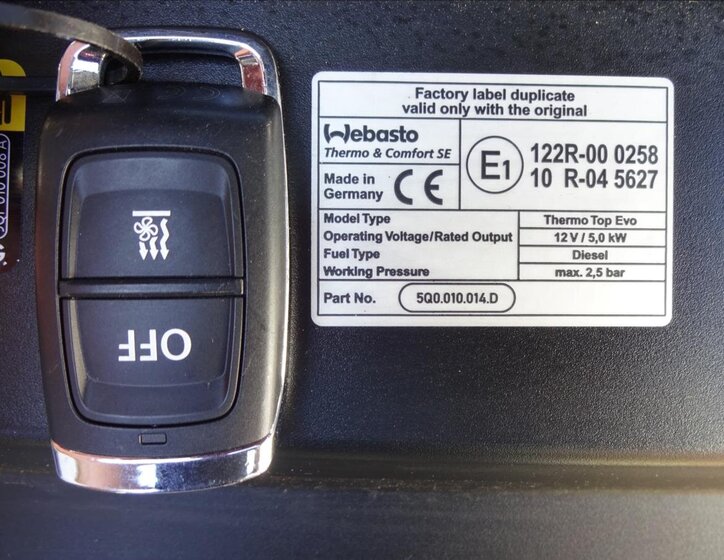 Factory label duplicate
valid only with the original
Webasto
Thermo & Comfort SE
Made in
Germany
CE
E1
122R-00 0258
10 R-04 5627
Model Type Thermo Top Evo
Operating Voltage/Rated Output 12 V / 5,0 kW
Fuel Type Diesel
Working Pressure max. 2,5 bar
Part No. 5Q0.010.014.D
OFF